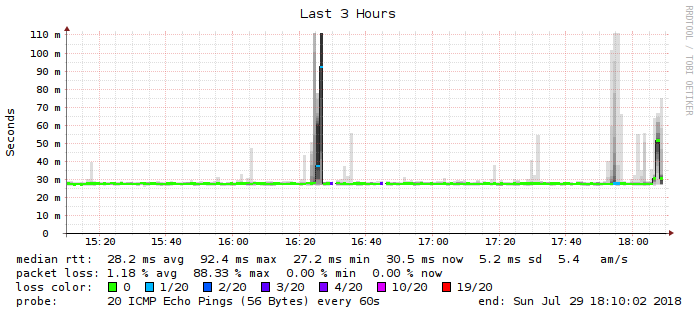 Last 3 Hours
RRDTOOL / TOBI OETIKER
Seconds
110 m
100 m
90 m
80 m
70 m
60 m
50 m
40 m
30 m
20 m
10 m
0
15:20 15:40 16:00 16:20 16:40 17:00 17:20 17:40 18:00
median rtt: 28.2 ms avg 92.4 ms max 27.2 ms min 30.5 ms now 5.2 ms sd 5.4 am/s
packet loss: 1.18 % avg 88.33 % max 0.00 % min 0.00 % now
loss color: 0 1/20 2/20 3/20 4/20 10/20 19/20
probe: 20 ICMP Echo Pings (56 Bytes) every 60s end: Sun Jul 29 18:10:02 2018